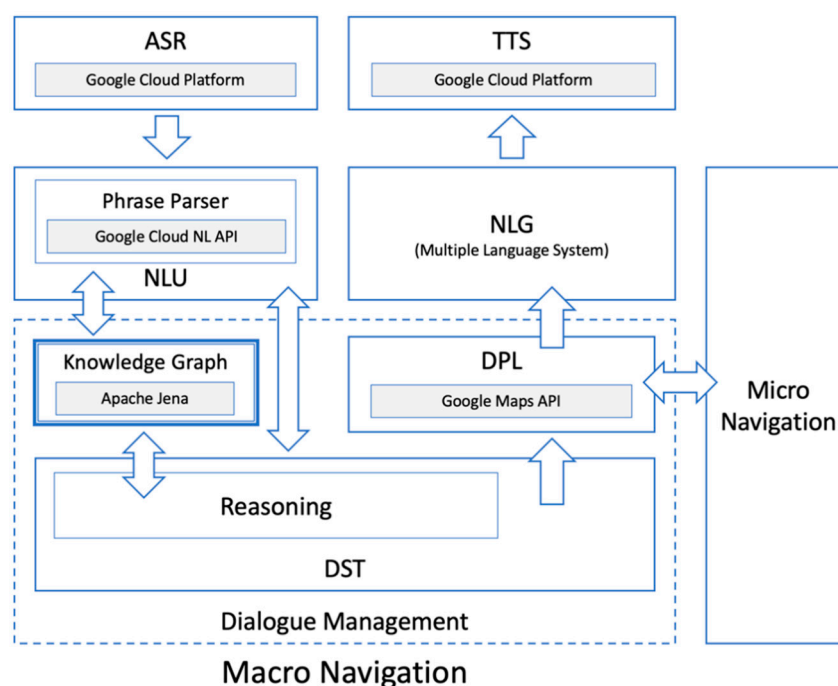 ASR
Google Cloud Platform
TTS
Google Cloud Platform
Phrase Parser
Google Cloud NL API
NLU
NLG
(Multiple Language System)
Knowledge Graph
Apache Jena
DPL
Google Maps API
Micro
Navigation
Reasoning
DST
Dialogue Management
Macro Navigation